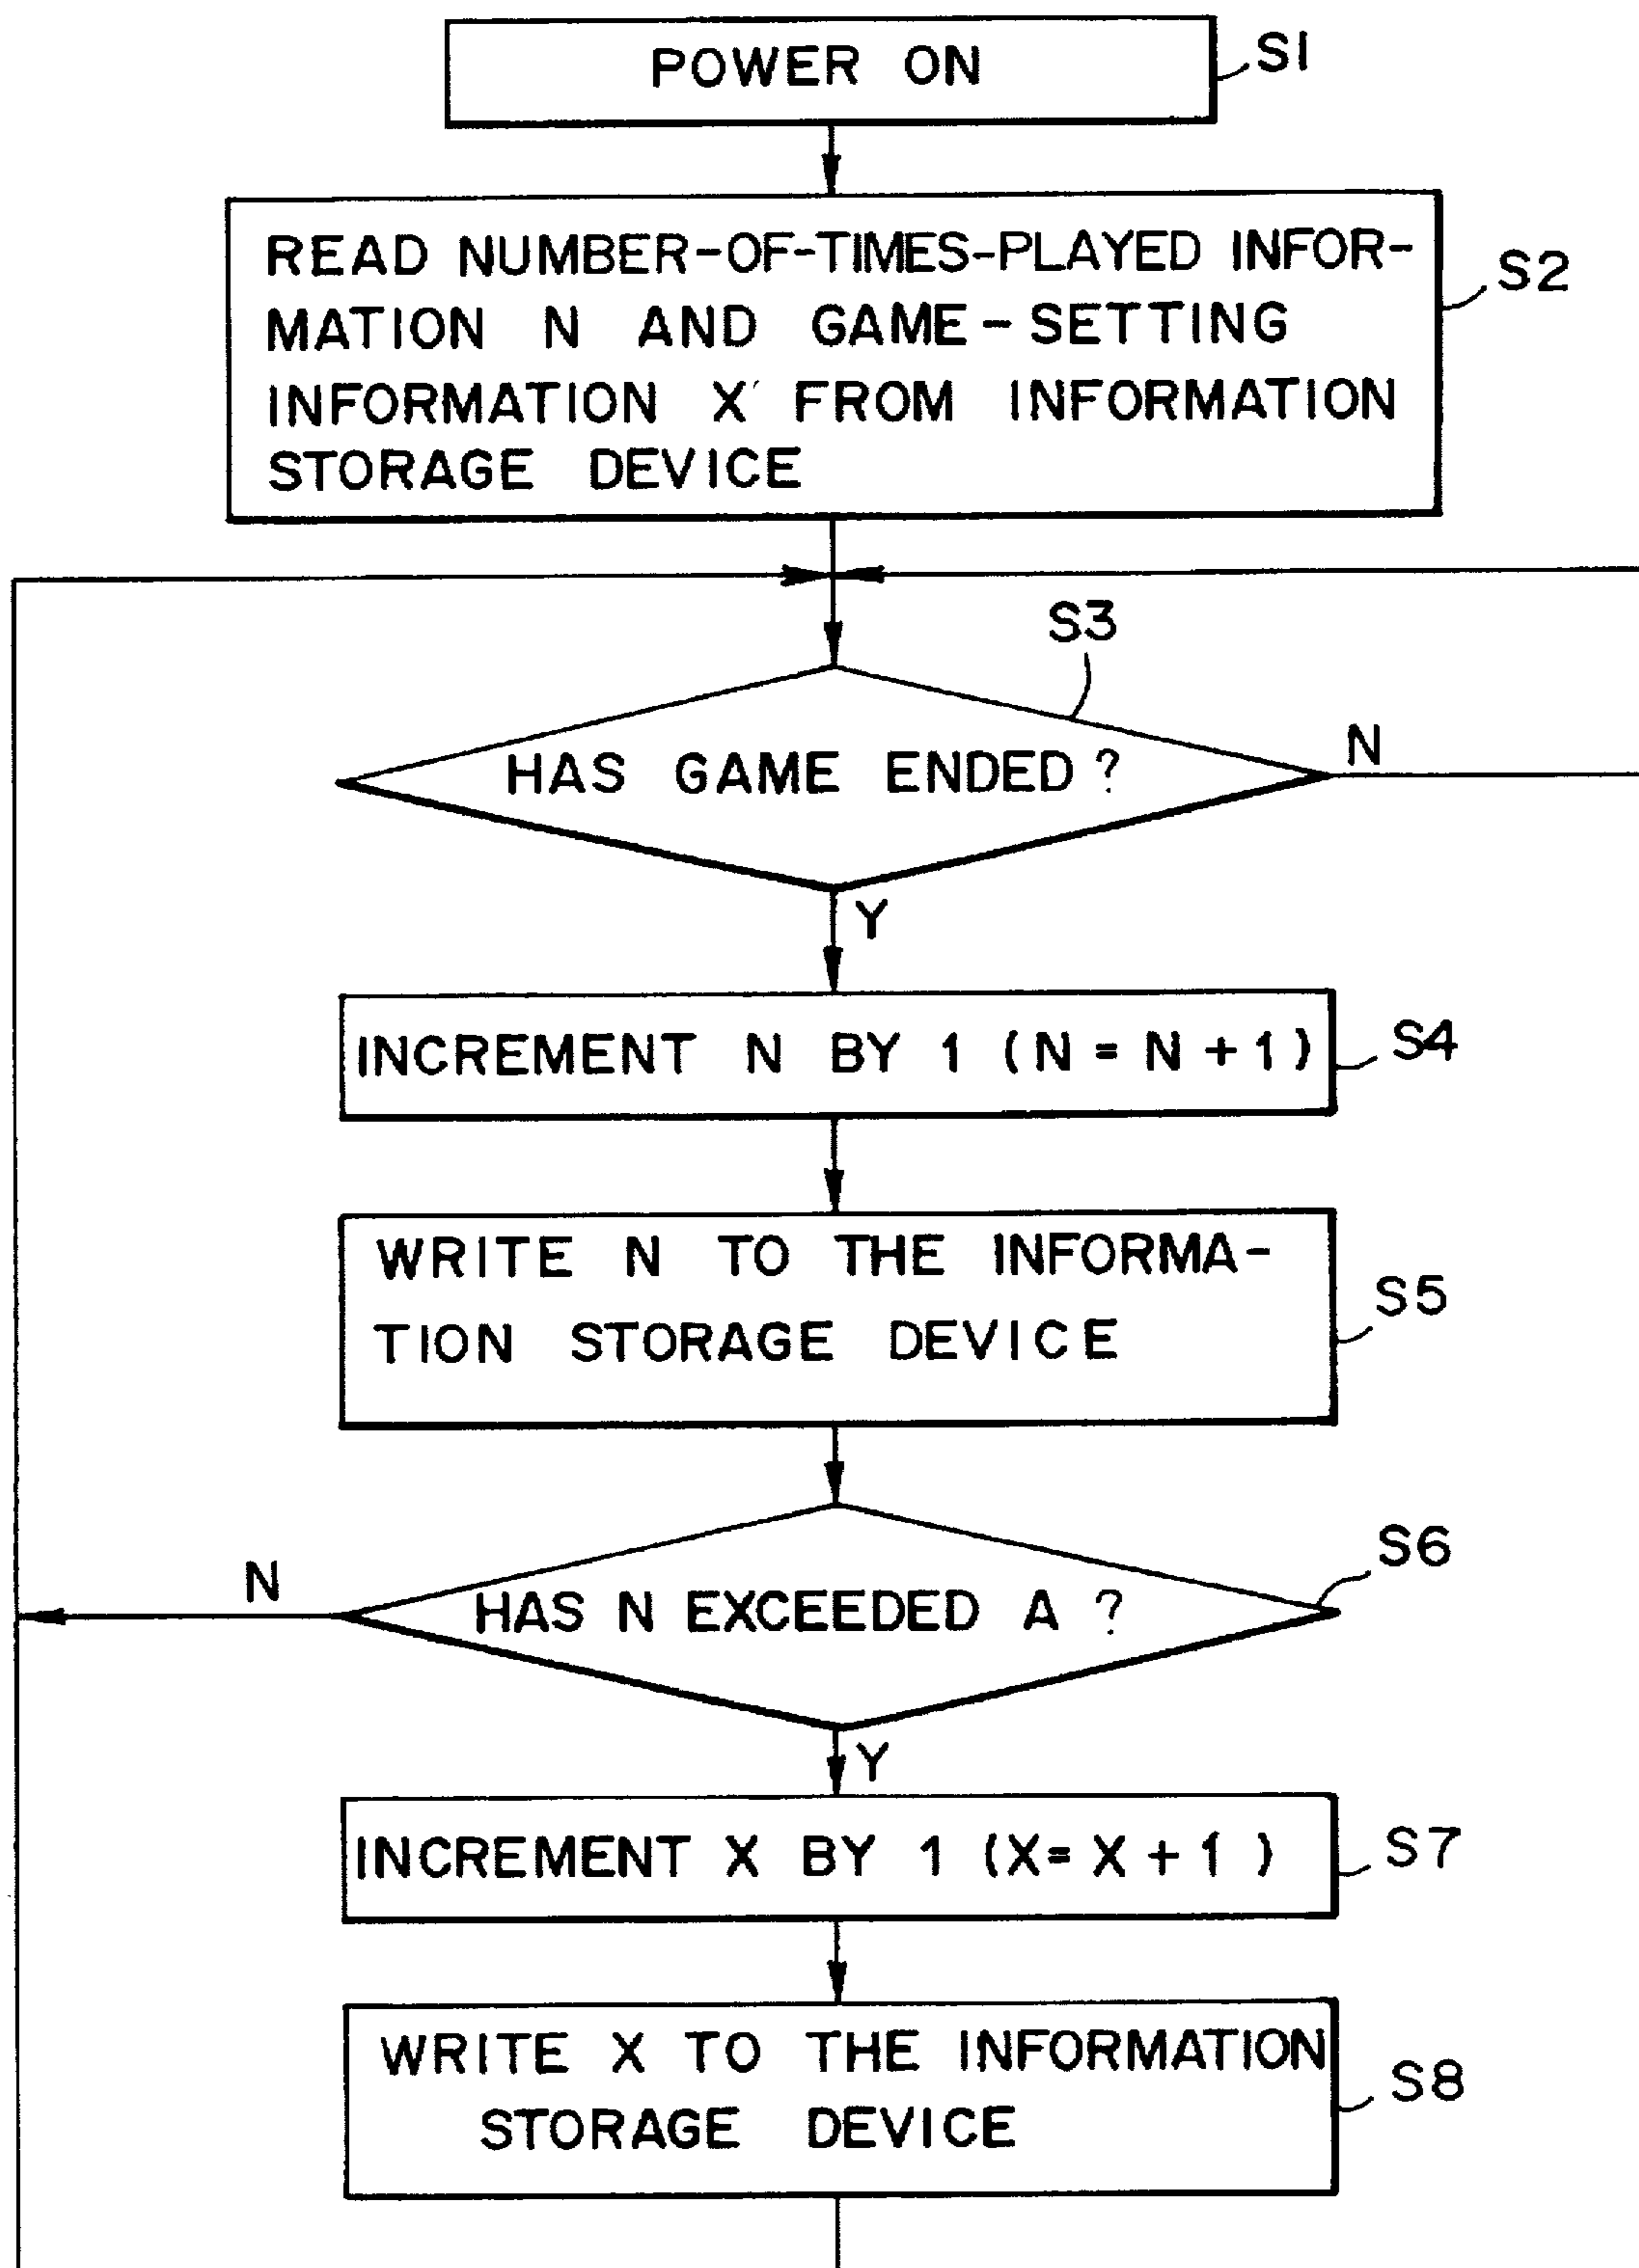 POWER ON
S1
READ NUMBER-OF-TIMES-PLAYED INFOR-
MATION N AND GAME-SETTING
INFORMATION X FROM INFORMATION
STORAGE DEVICE
S2
S3
HAS GAME ENDED?
N
Y
INCREMENT N BY 1 (N = N + 1)
S4
WRITE N TO THE INFORMA-
TION STORAGE DEVICE
S5
S6
N
HAS N EXCEEDED A ?
Y
INCREMENT X BY 1 (X= X + 1 )
S7
WRITE X TO THE INFORMATION
STORAGE DEVICE
S8